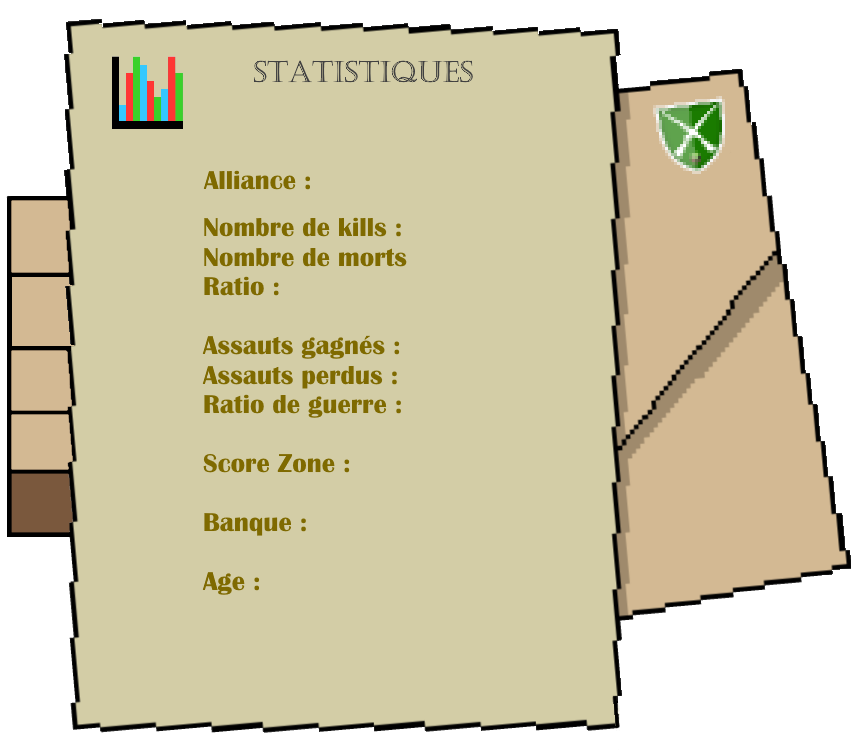 STATISTIQUES
Alliance :
Nombre de kills :
Nombre de morts
Ratio :
Assauts gagnés :
Assauts perdus :
Ratio de guerre :
Score Zone :
Banque :
Age :